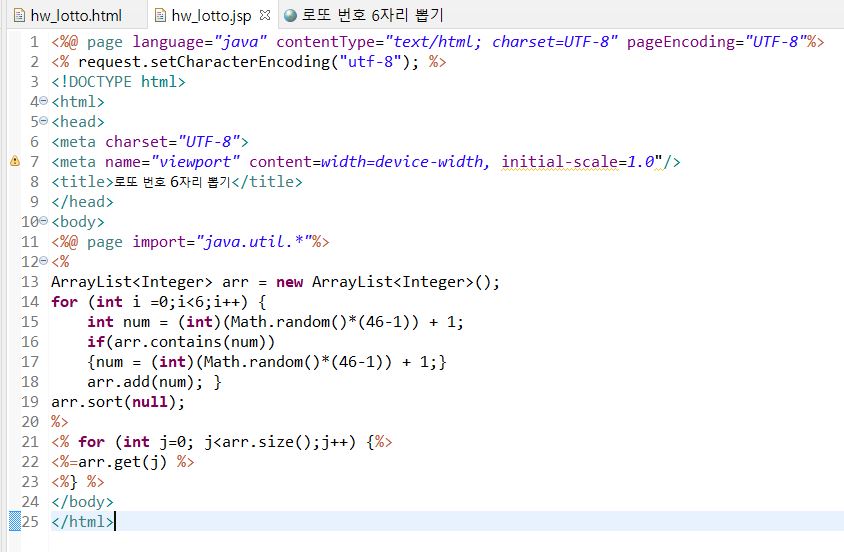 hw_lotto.html hw_lotto.jsp 로또 번호 6자리 뽑기
1 <%@ page language="java" contentType="text/html; charset=UTF-8" pageEncoding="UTF-8"%>
2 <% request.setCharacterEncoding("utf-8"); %>
3 <!DOCTYPE html>
4 <html>
5 <head>
6 <meta charset="UTF-8">
7 <meta name="viewport" content=width=device-width, initial-scale=1.0"/>
8 <title>로또 번호 6자리 뽑기</title>
9 </head>
10 <body>
11 <%@ page import="java.util.*"%>
12 <%
13 ArrayList<Integer> arr = new ArrayList<Integer>();
14 for (int i =0;i<6;i++) {
15     int num = (int)(Math.random()*(46-1)) + 1;
16     if(arr.contains(num))
17     {num = (int)(Math.random()*(46-1)) + 1;}
18     arr.add(num); }
19 arr.sort(null);
20 %>
21 <% for (int j=0; j<arr.size();j++) {%>
22 <%=arr.get(j) %>
23 <%} %>
24 </body>
25 </html>